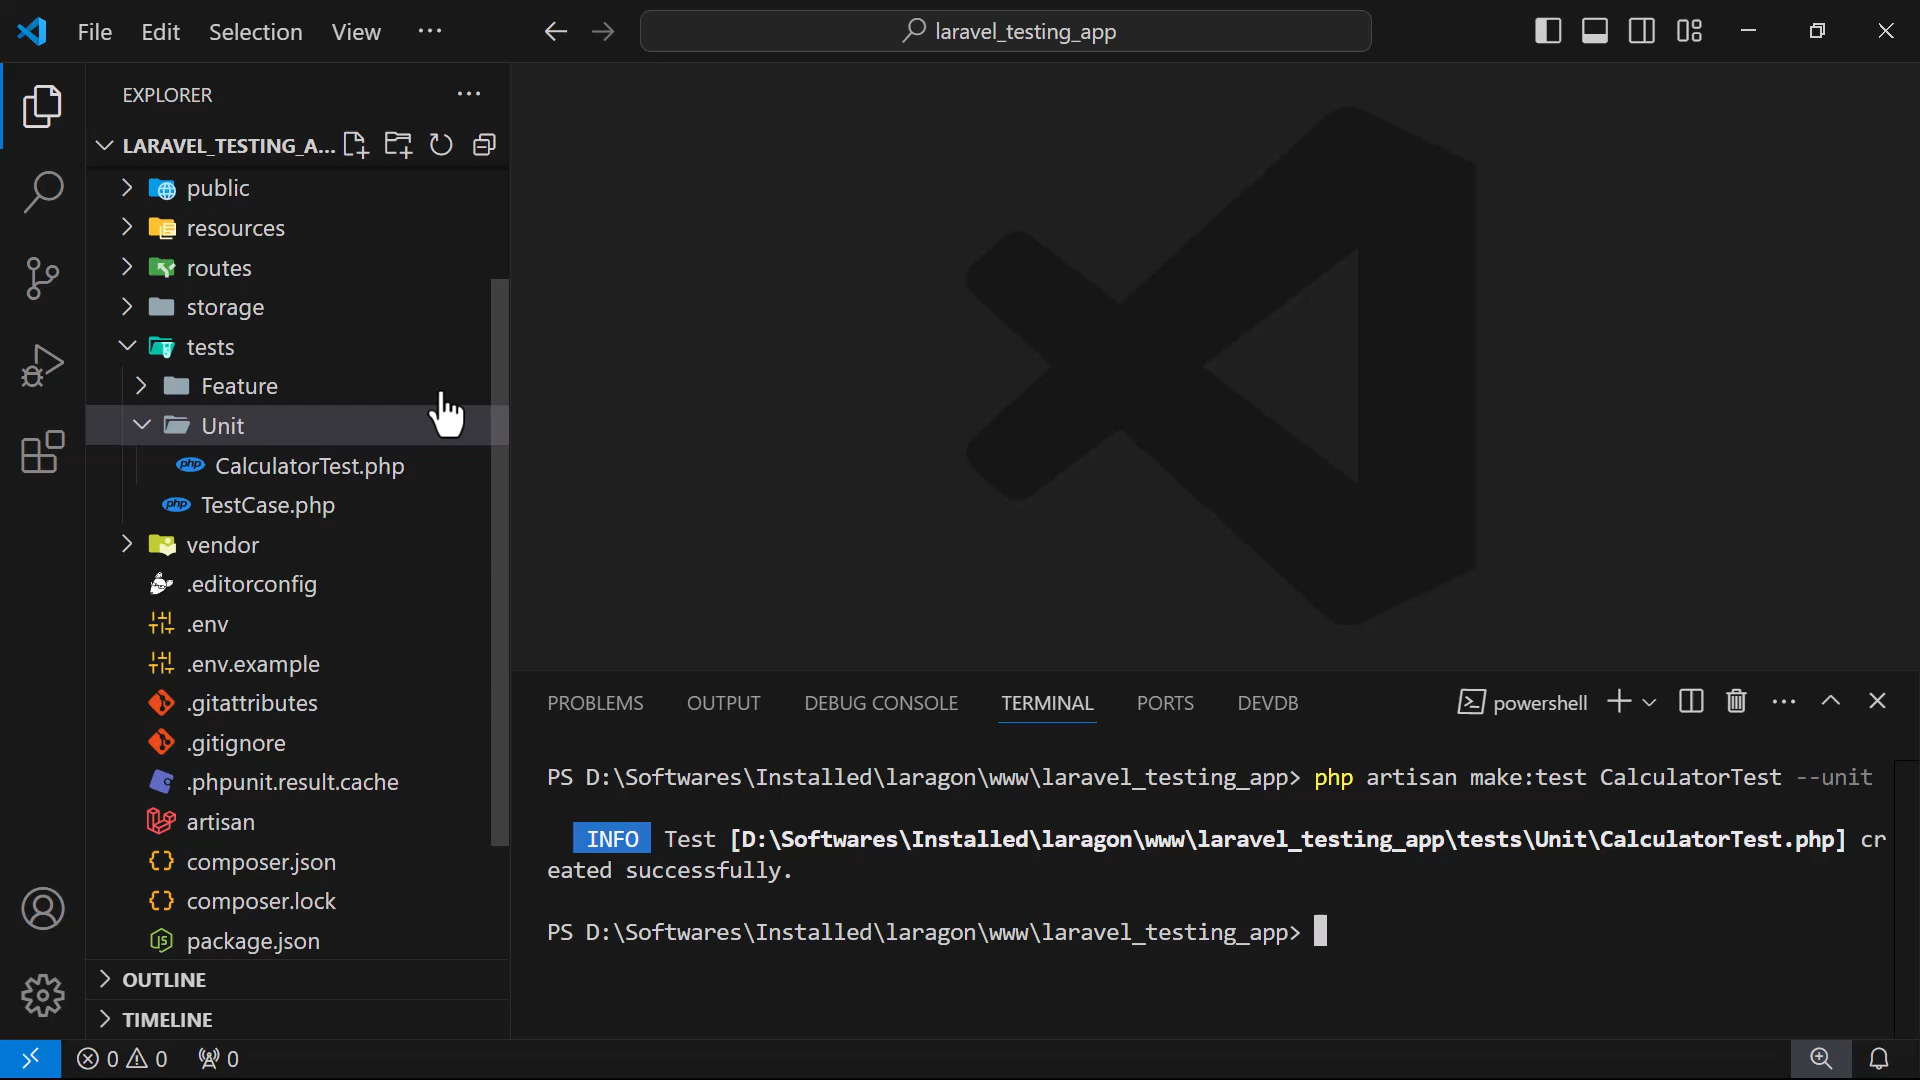 File Edit Selection View ··· laravel_testing_app
EXPLORER
LARAVEL_TESTING_A...
public
resources
routes
storage
tests
Feature
Unit
CalculatorTest.php
TestCase.php
vendor
.editorconfig
.env
.env.example
.gitattributes
.gitignore
.phpunit.result.cache
artisan
composer.json
composer.lock
package.json
OUTLINE
TIMELINE
PROBLEMS OUTPUT DEBUG CONSOLE TERMINAL PORTS DEVDB powershell
PS D:\Softwares\Installed\laragon\www\laravel_testing_app> php artisan make:test CalculatorTest --unit
INFO Test [D:\Softwares\Installed\laragon\www\laravel_testing_app\tests\Unit\CalculatorTest.php] cr
eated successfully.
PS D:\Softwares\Installed\laragon\www\laravel_testing_app>
0 0 0